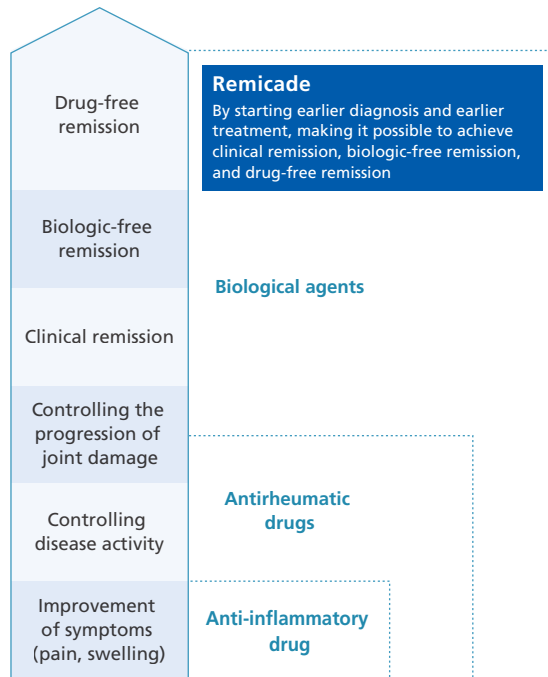 Drug-free
remission
Remicade
By starting earlier diagnosis and earlier
treatment, making it possible to achieve
clinical remission, biologic-free remission,
and drug-free remission
Biologic-free
remission
Biological agents
Clinical remission
Controlling the
progression of
joint damage
Antirheumatic
drugs
Controlling
disease activity
Improvement
of symptoms
(pain, swelling)
Anti-inflammatory
drug